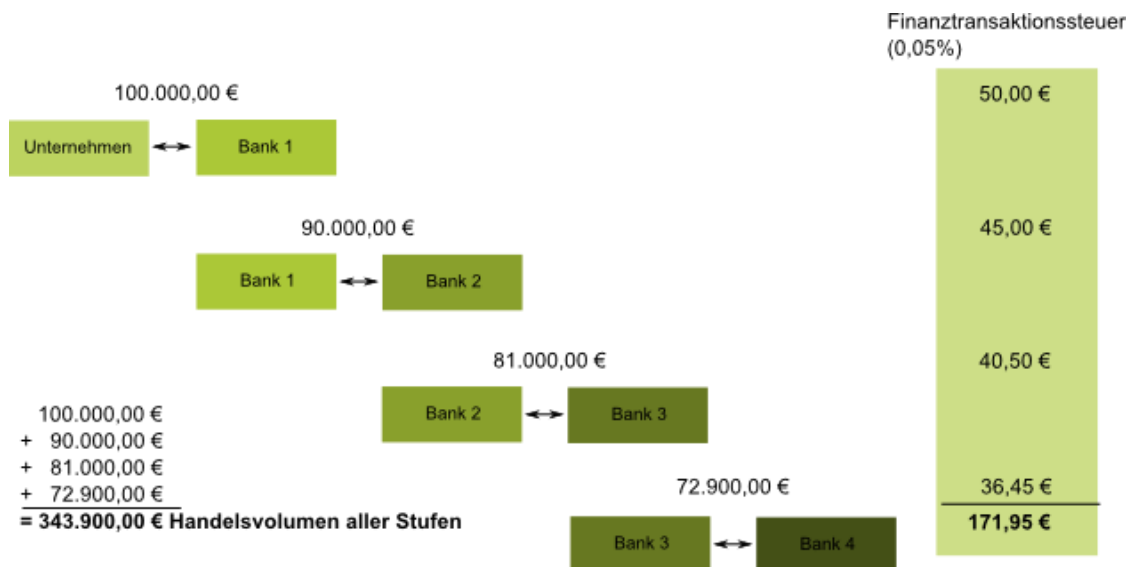 Finanztransaktionssteuer
(0,05%)
100.000,00 € 50,00 €
Unternehmen Bank 1
90.000,00 € 45,00 €
Bank 1 Bank 2
81.000,00 € 40,50 €
Bank 2 Bank 3
100.000,00 €
+ 90.000,00 €
+ 81.000,00 €
+ 72.900,00 €
= 343.900,00 € Handelsvolumen aller Stufen
72.900,00 € 36,45 €
171,95 €
Bank 3 Bank 4